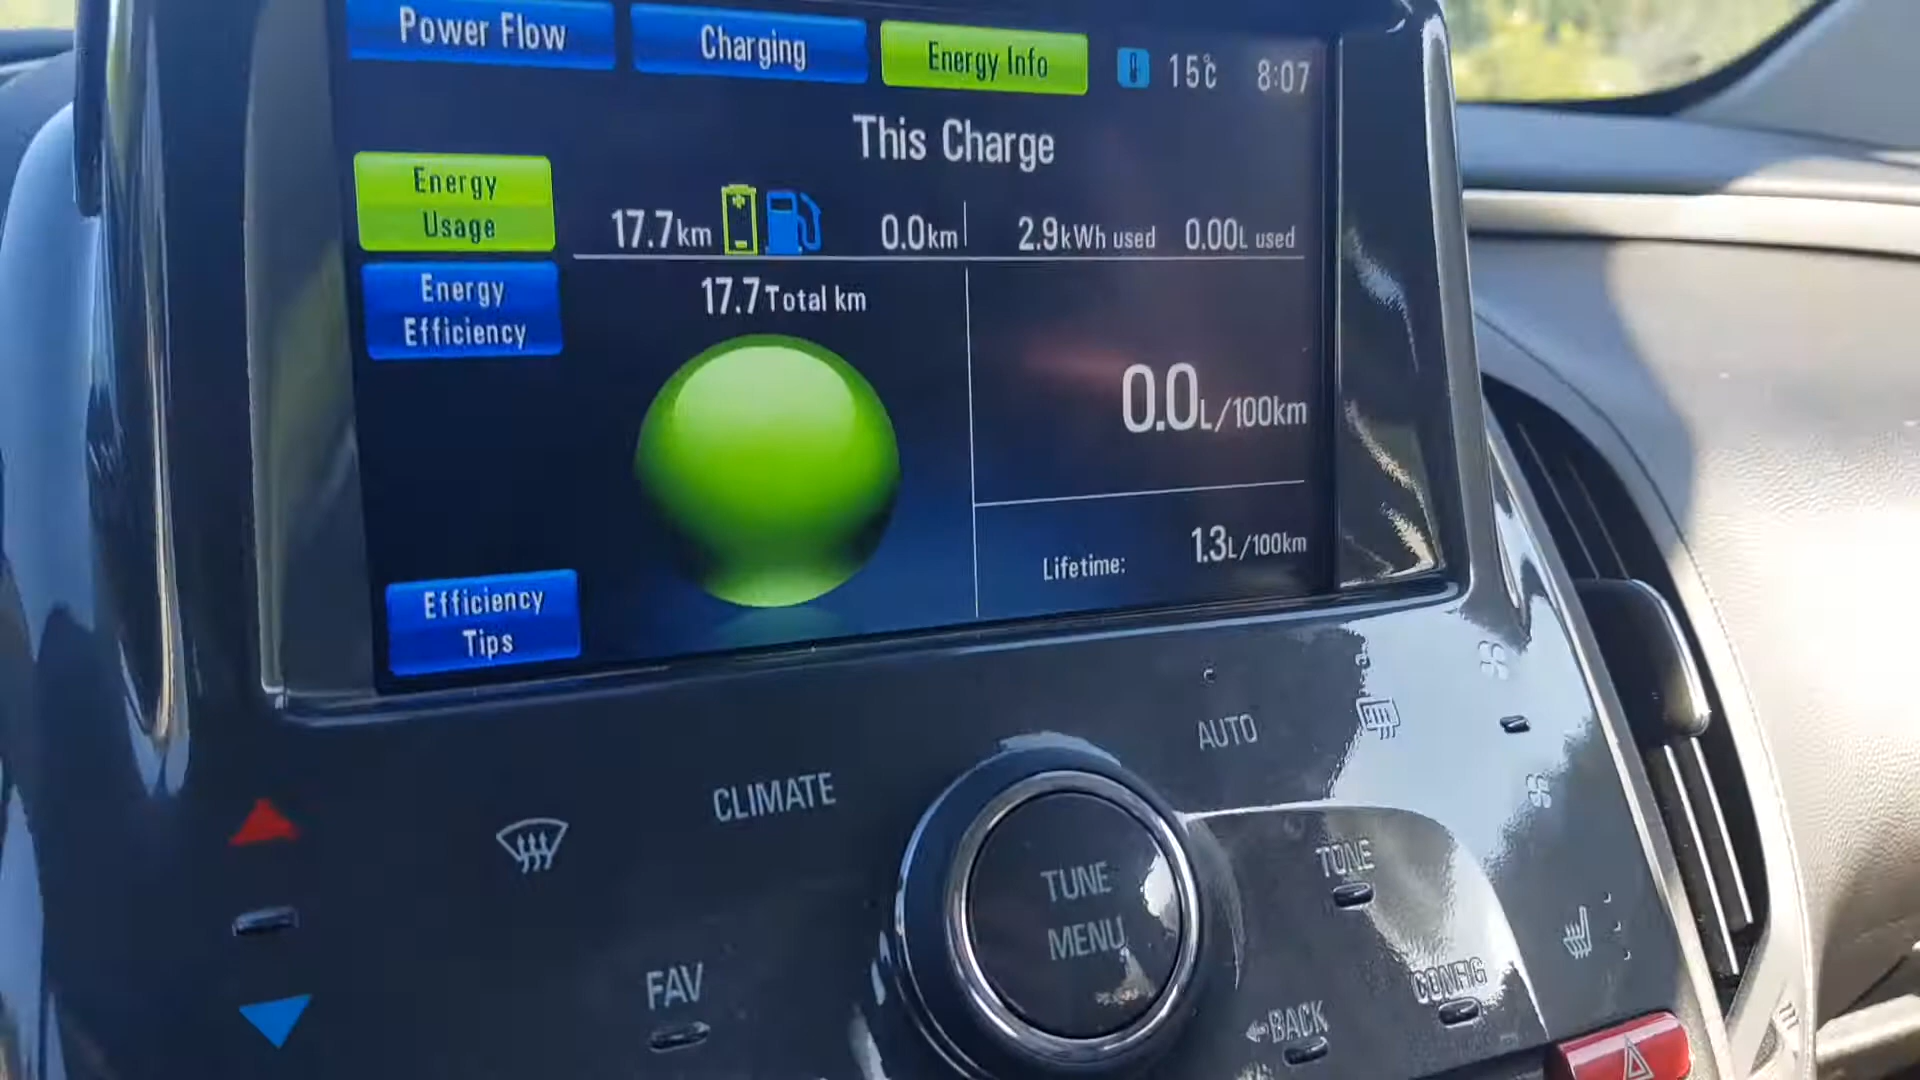 Power Flow
Charging
Energy Info
15°C
8:07
This Charge
Energy
Usage
17.7km
0.0km
2.9kWh used
0.00L used
Energy
Efficiency
17.7 Total km
0.0L/100km
Lifetime:
1.3L/100km
Efficiency
Tips
AUTO
CLIMATE
TUNE
MENU
TONE
FAV
CONFIG
BACK